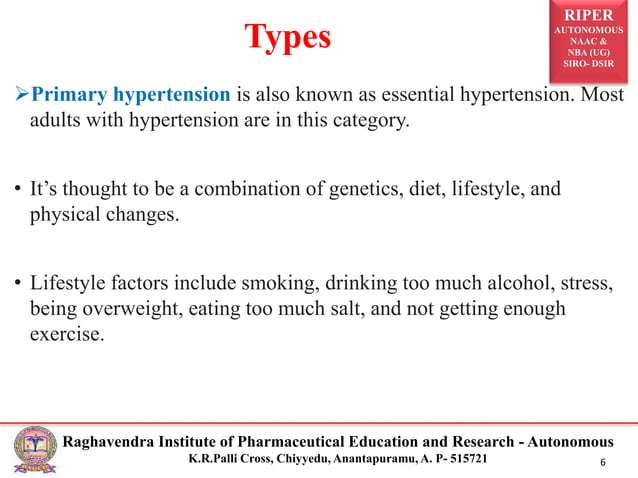 Types
RIPER
AUTONOMOUS
NAAC &
NBA (UG)
SIRO- DSIR
➢Primary hypertension is also known as essential hypertension. Most
adults with hypertension are in this category.
• It’s thought to be a combination of genetics, diet, lifestyle, and
physical changes.
• Lifestyle factors include smoking, drinking too much alcohol, stress,
being overweight, eating too much salt, and not getting enough
exercise.
Raghavendra Institute of Pharmaceutical Education and Research - Autonomous
K.R.Palli Cross, Chiyyedu, Anantapuramu, A. P- 515721
6